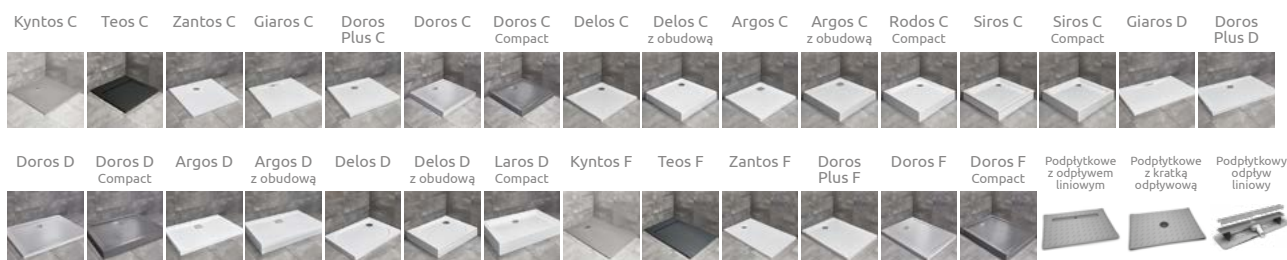 Kyntos C
Teos C
Zantos C
Giaros C
Doros
Plus C
Doros C
Doros C
Compact
Delos C
Delos C
z obudową
Argos C
Argos C
z obudową
Rodos C
Compact
Siros C
Siros C
Compact
Giaros D
Doros
Plus D
Doros D
Doros D
Compact
Argos D
Argos D
z obudową
Delos D
Delos D
z obudową
Laros D
Compact
Kyntos F
Teos F
Zantos F
Doros
Plus F
Doros F
Doros F
Compact
Podpłytkowe
z odpływem
liniowym
Podpłytkowe
z kratką
odpływową
Podpłytkowy
odpływ
liniowy